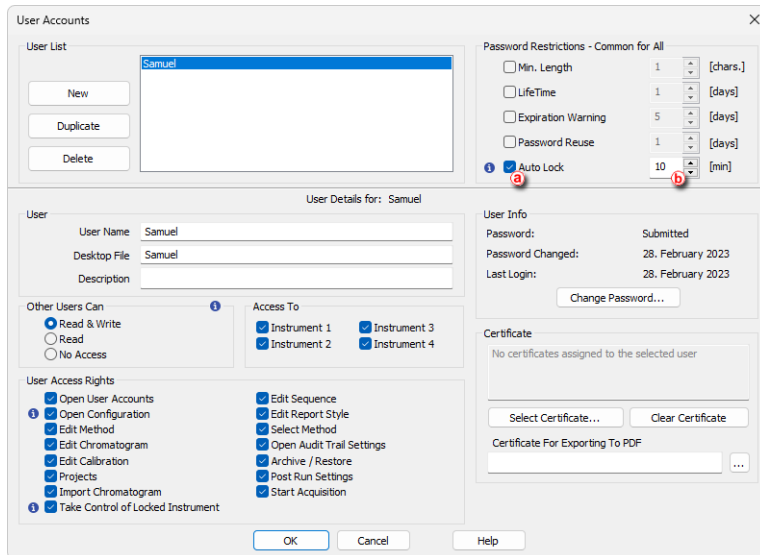 User Accounts
User List
Samuel
New
Duplicate
Delete
Password Restrictions - Common for All
Min. Length 1 [chars.]
LifeTime 1 [days]
Expiration Warning 5 [days]
Password Reuse 1 [days]
Auto Lock 10 [min]
a b
User Details for: Samuel
User
User Name Samuel
Desktop File Samuel
Description
User Info
Password: Submitted
Password Changed: 28. February 2023
Last Login: 28. February 2023
Change Password...
Other Users Can
Read & Write
Read
No Access
Access To
Instrument 1 Instrument 3
Instrument 2 Instrument 4
Certificate
No certificates assigned to the selected user
Select Certificate... Clear Certificate
Certificate For Exporting To PDF
...
User Access Rights
Open User Accounts Edit Sequence
Open Configuration Edit Report Style
Edit Method Select Method
Edit Chromatogram Open Audit Trail Settings
Edit Calibration Archive / Restore
Projects Post Run Settings
Import Chromatogram Start Acquisition
Take Control of Locked Instrument
OK Cancel Help